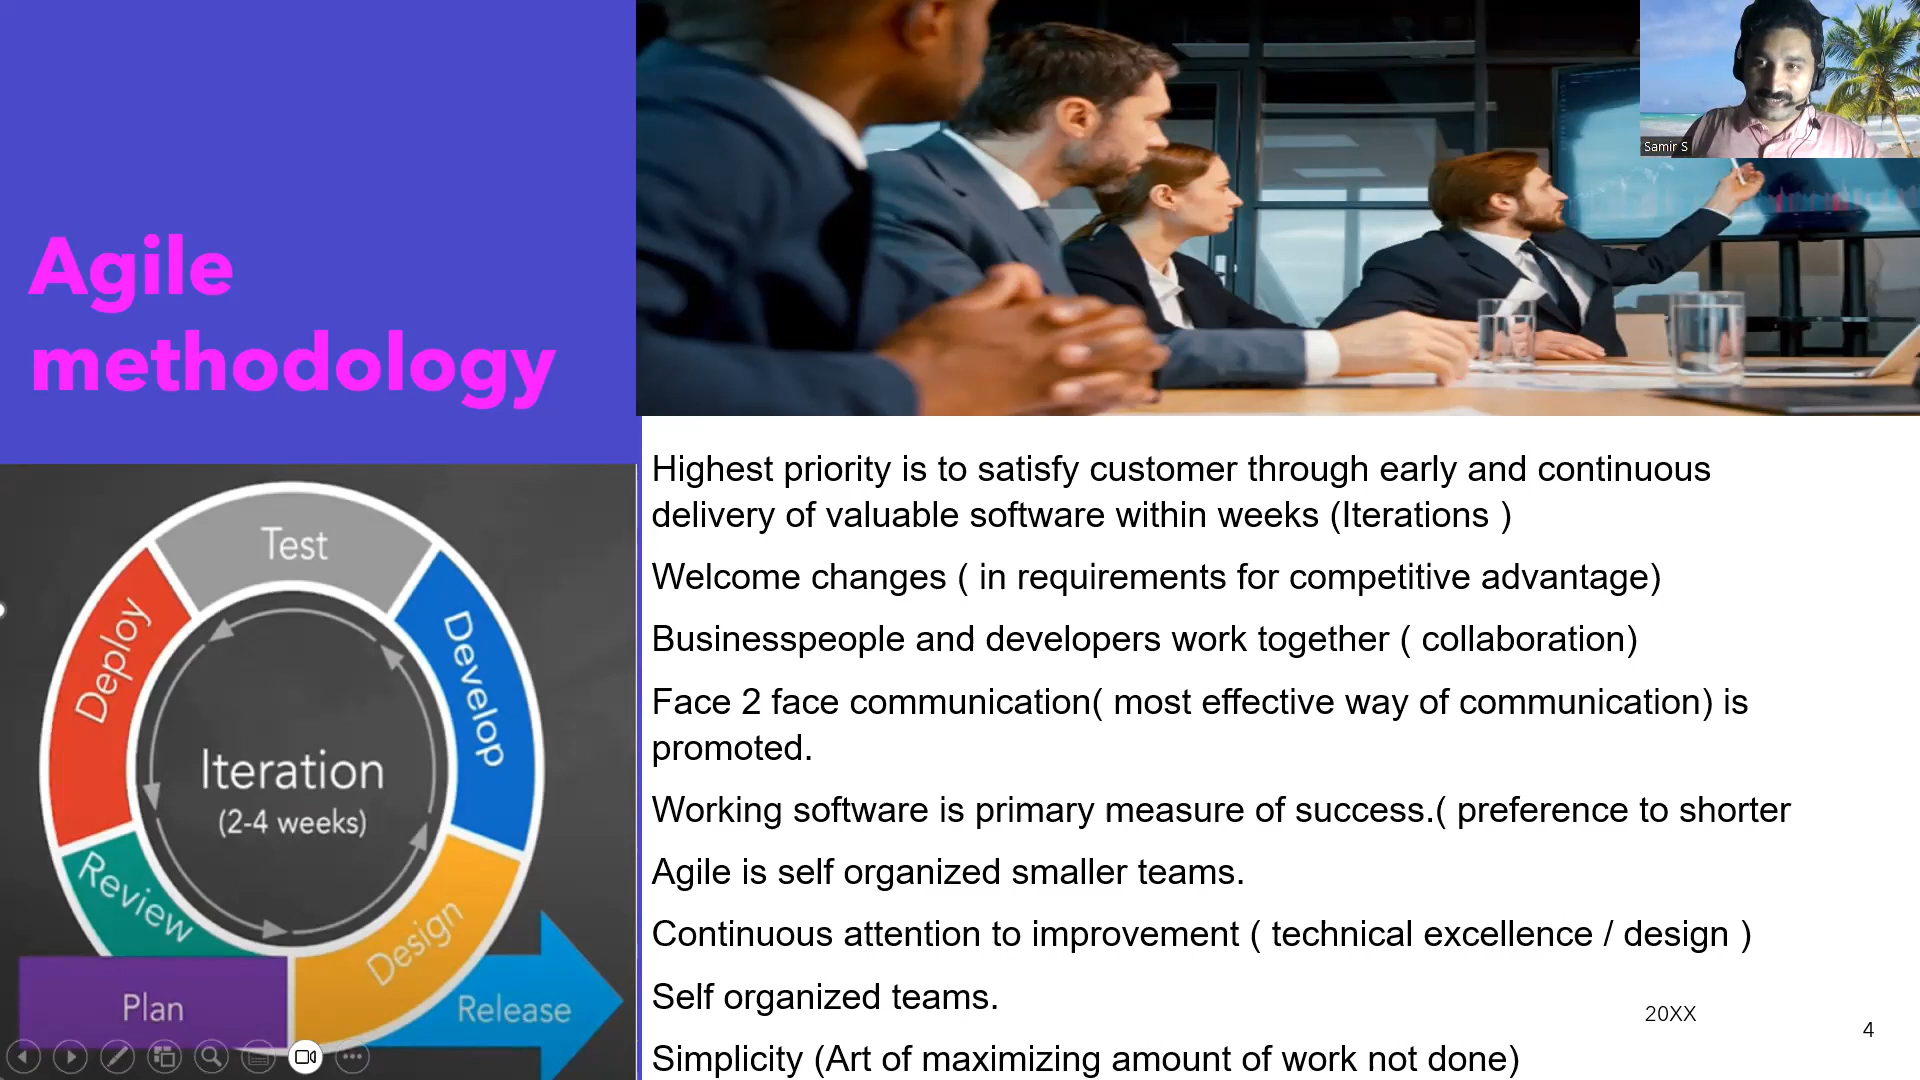 Samir S
Agile
methodology
Highest priority is to satisfy customer through early and continuous
delivery of valuable software within weeks (Iterations )
Welcome changes ( in requirements for competitive advantage)
Businesspeople and developers work together ( collaboration)
Face 2 face communication( most effective way of communication) is
promoted.
Working software is primary measure of success.( preference to shorter
Agile is self organized smaller teams.
Continuous attention to improvement ( technical excellence / design )
Self organized teams.
Simplicity (Art of maximizing amount of work not done)
Test
Develop
Deploy
Iteration
(2-4 weeks)
Review
Design
Plan
Release
20XX
4